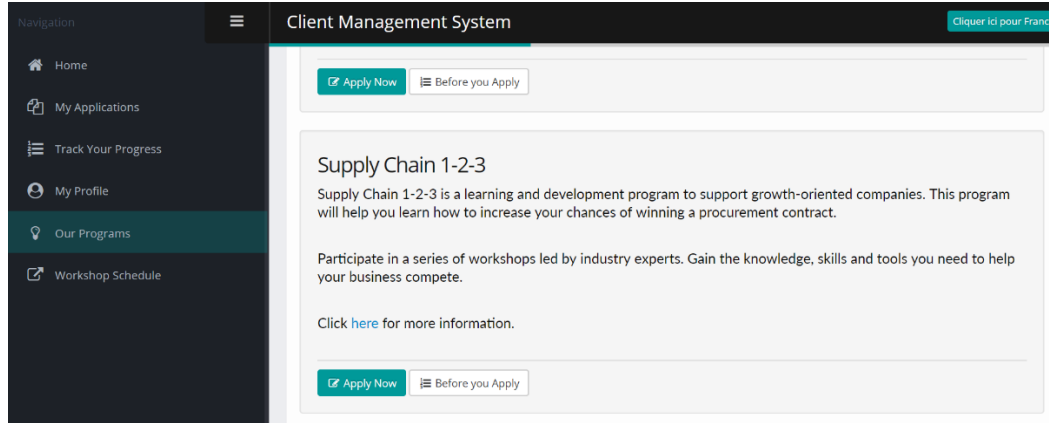 Navigation
Client Management System
Cliquer ici pour Franc
Home
My Applications
Track Your Progress
My Profile
Our Programs
Workshop Schedule
Apply Now
Before you Apply
Supply Chain 1-2-3
Supply Chain 1-2-3 is a learning and development program to support growth-oriented companies. This program
will help you learn how to increase your chances of winning a procurement contract.
Participate in a series of workshops led by industry experts. Gain the knowledge, skills and tools you need to help
your business compete.
Click here for more information.
Apply Now
Before you Apply